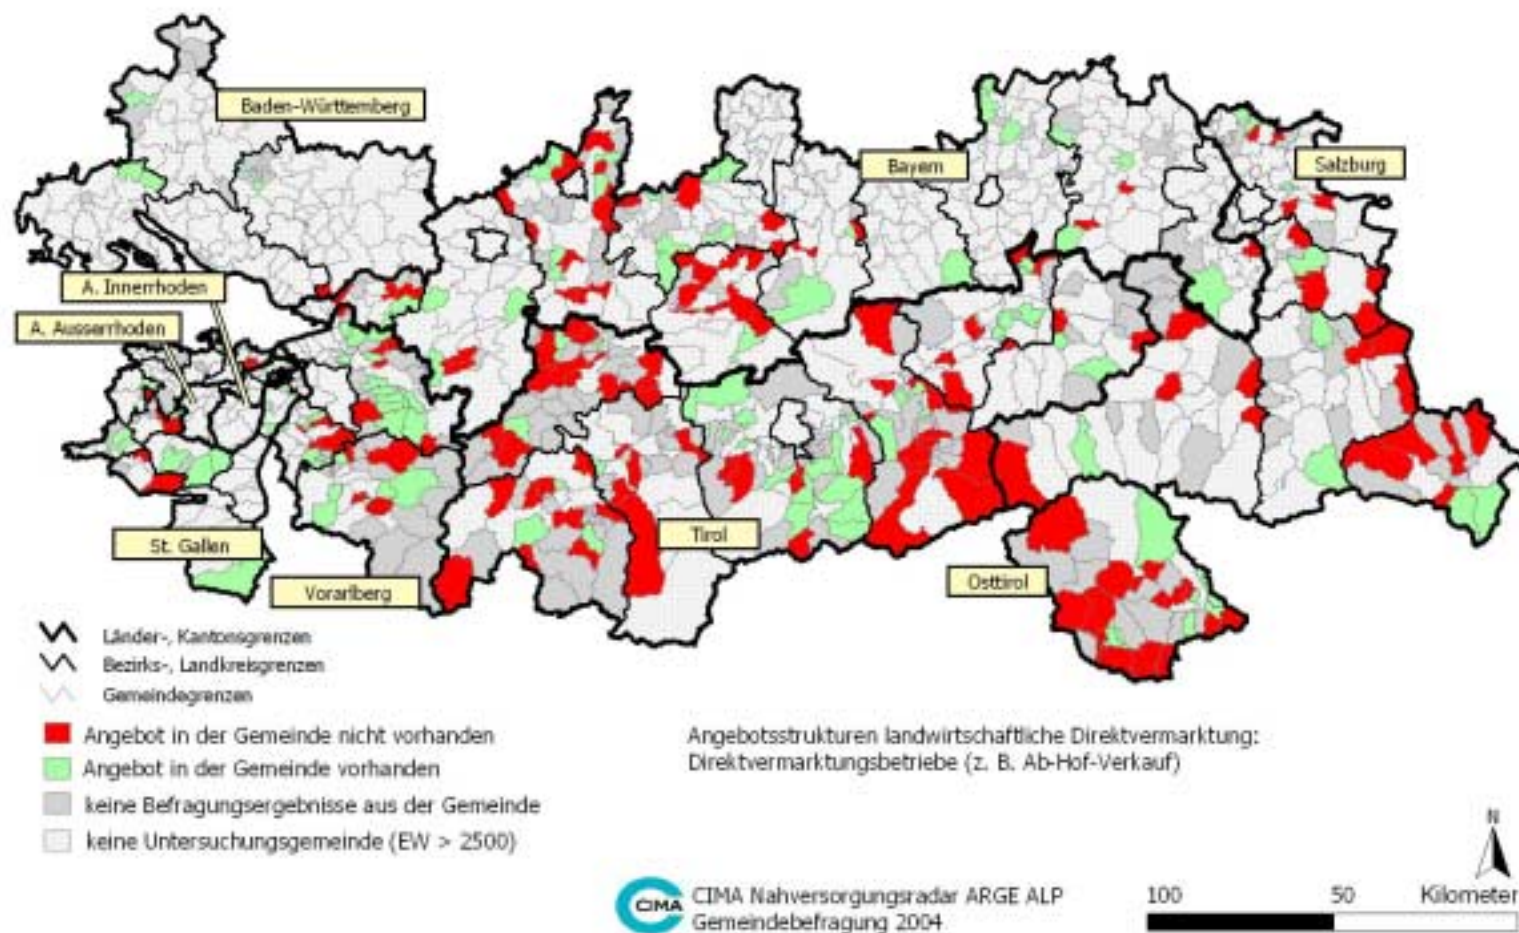 Baden-Württemberg
Bayern
Salzburg
A. Innerrhoden
A. Ausserrhoden
St. Gallen
Vorarlberg
Tirol
Osttirol
Länder-, Kantonsgrenzen
Bezirks-, Landkreisgrenzen
Gemeindegrenzen
Angebot in der Gemeinde nicht vorhanden
Angebot in der Gemeinde vorhanden
keine Befragungsergebnisse aus der Gemeinde
keine Untersuchungsgemeinde (EW > 2500)
Angebotsstrukturen landwirtschaftliche Direktvermarktung:
Direktvermarktungsbetriebe (z. B. Ab-Hof-Verkauf)
N
CIMA
CIMA Nahversorgungsradar ARGE ALP
Gemeindebefragung 2004
100 50 Kilometer